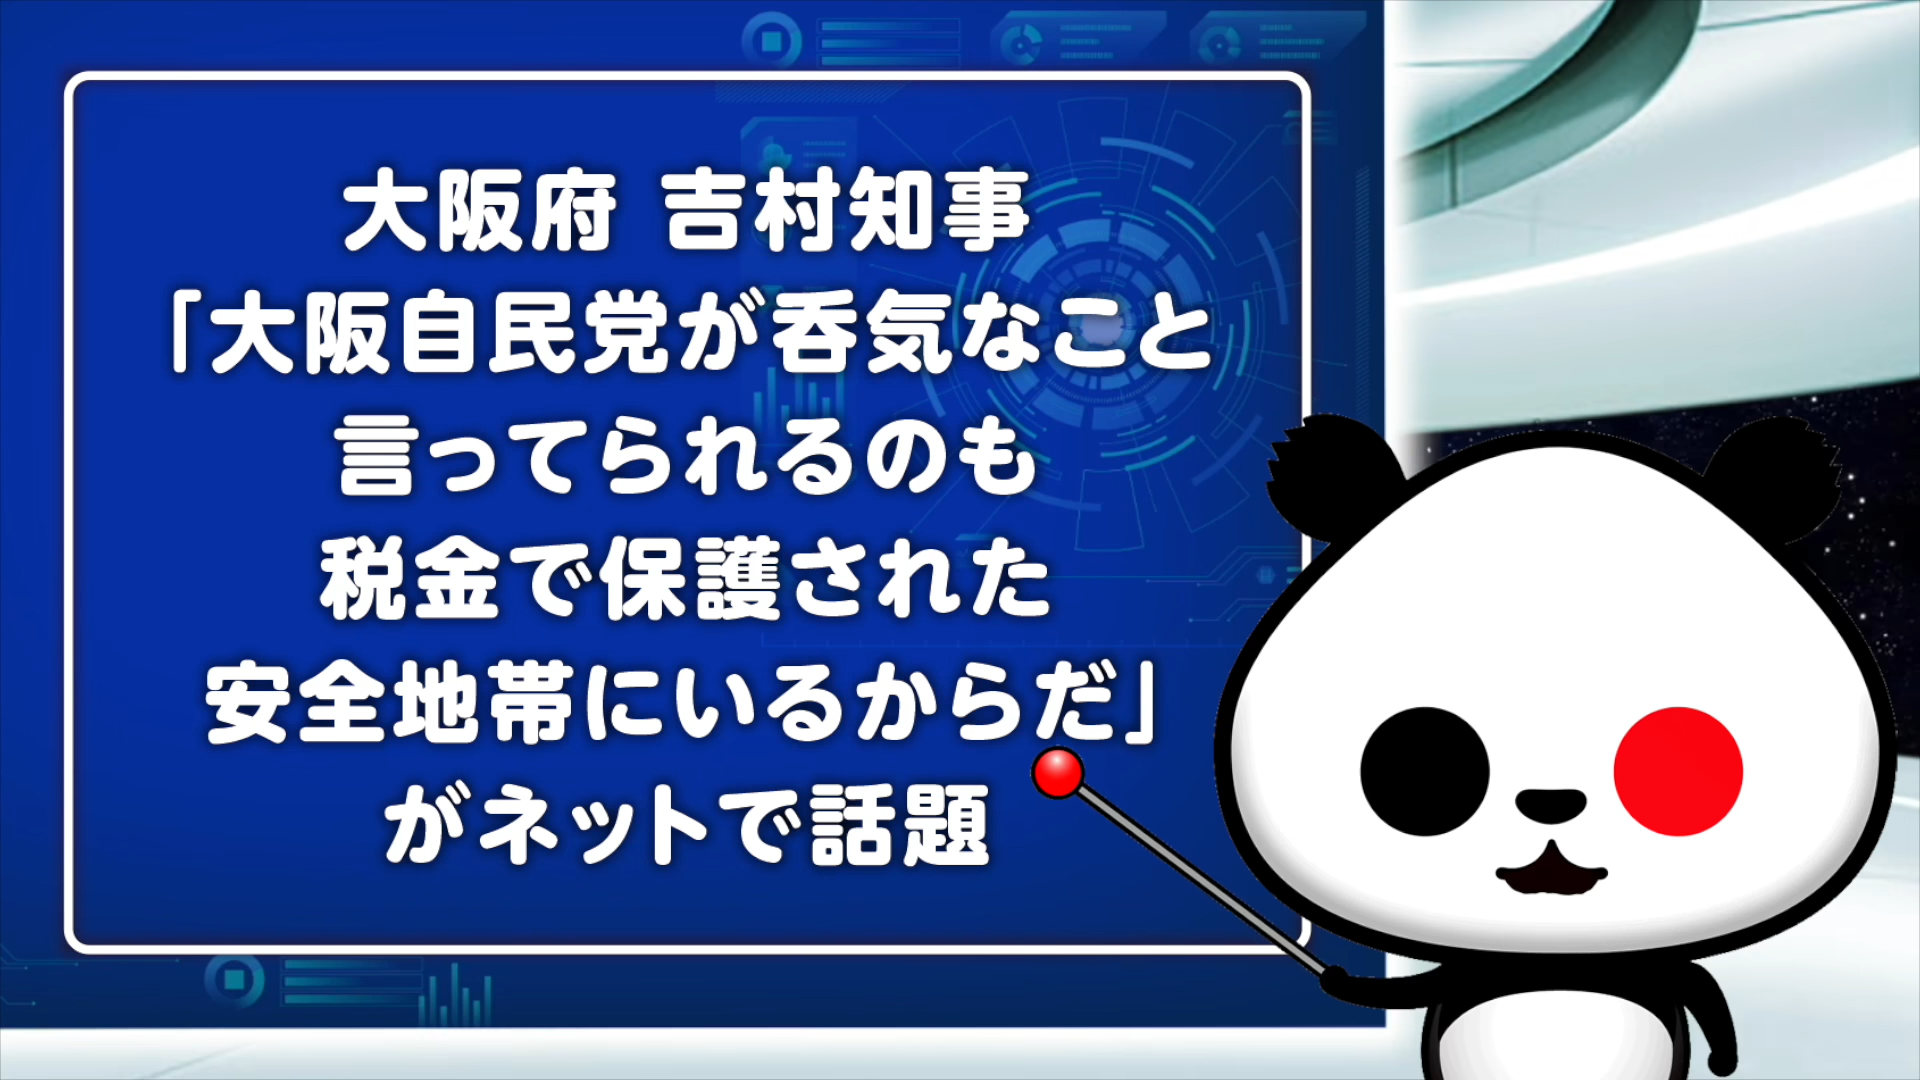 大阪府 吉村知事
「大阪自民党が呑気なこと
言ってられるのも
税金で保護された
安全地帯にいるからだ」
がネットで話題